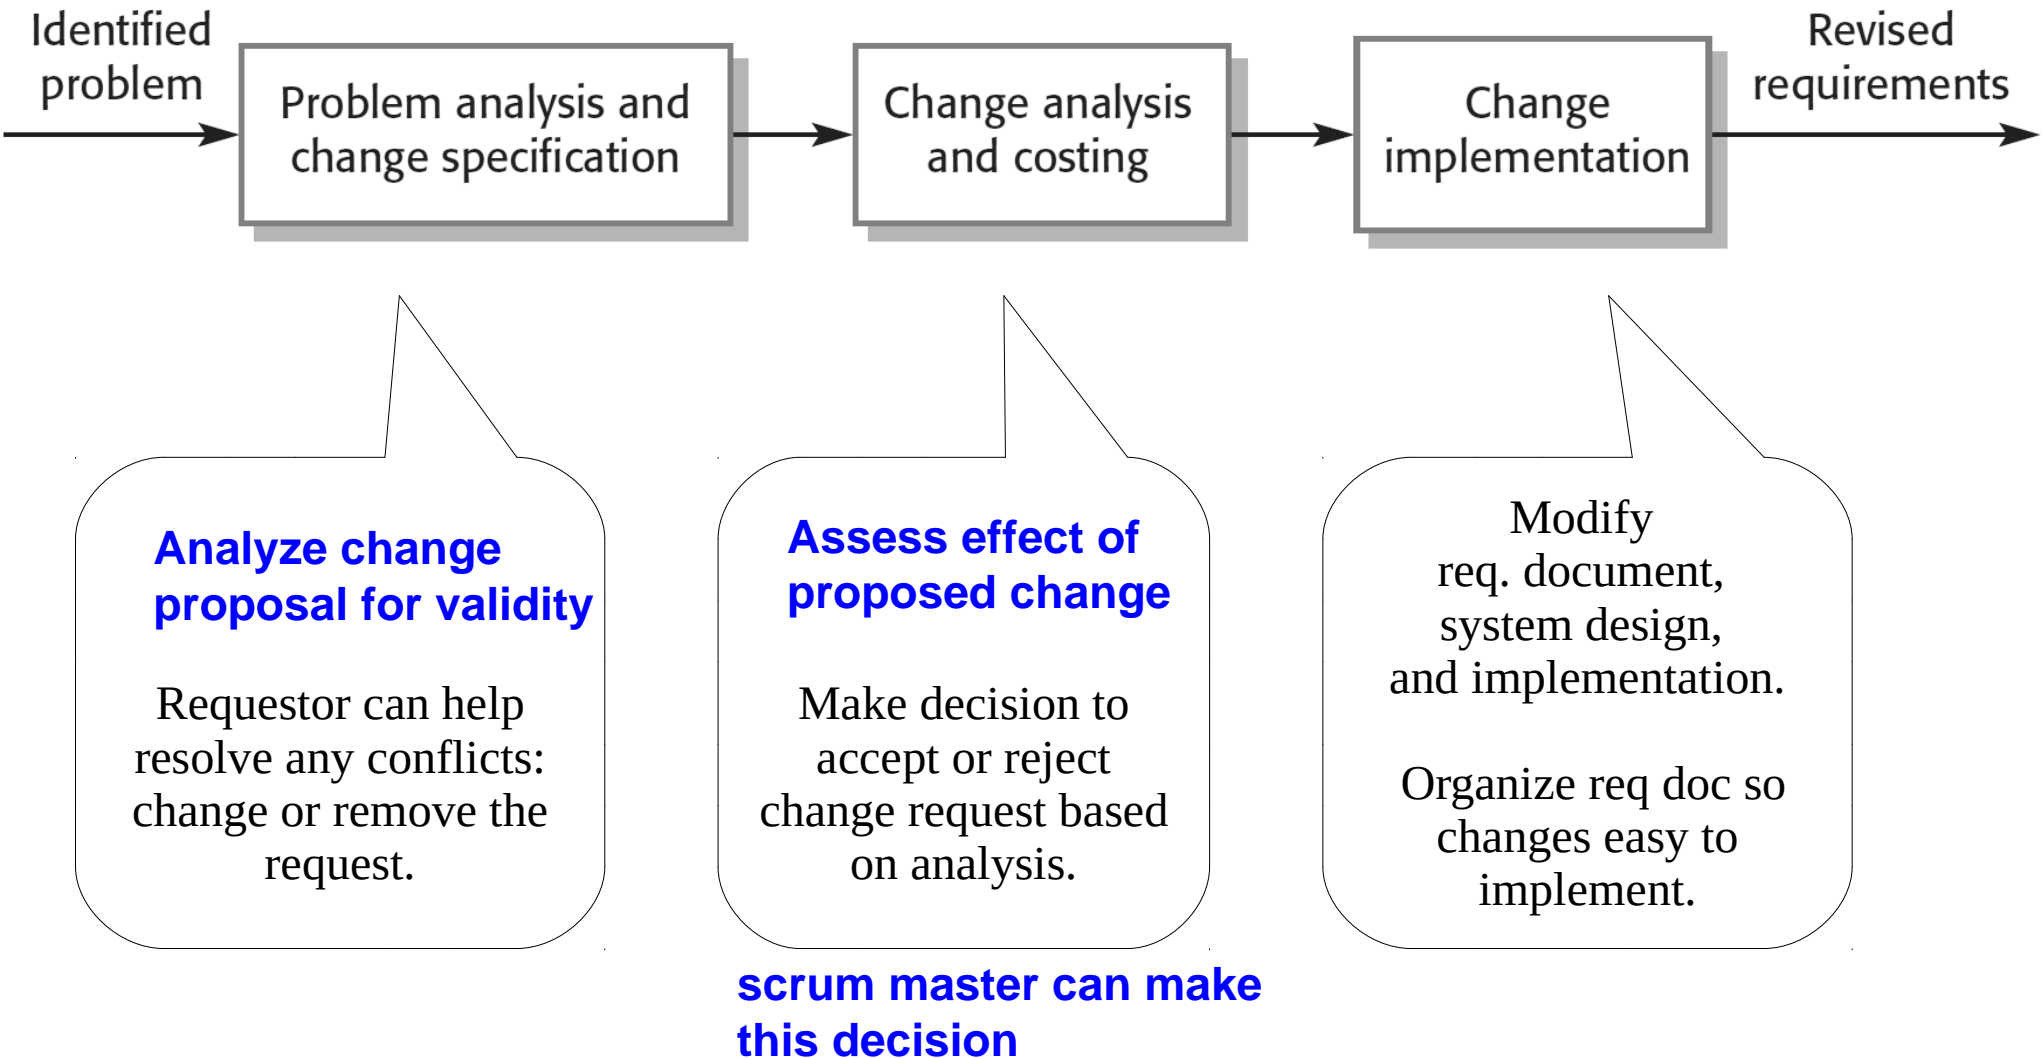 Identified
problem
Problem analysis and
change specification
Change analysis
and costing
Change
implementation
Revised
requirements
Analyze change
proposal for validity
Requestor can help
resolve any conflicts:
change or remove the
request.
Assess effect of
proposed change
Make decision to
accept or reject
change request based
on analysis.
scrum master can make
this decision
Modify
req. document,
system design,
and implementation.
Organize req doc so
changes easy to
implement.